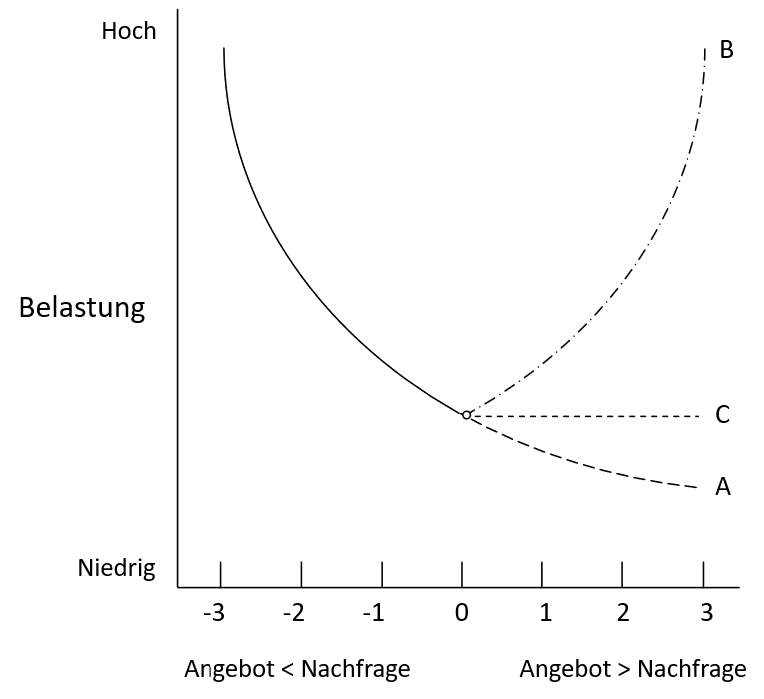 Hoch
B
Belastung
C
A
Niedrig
-3 -2 -1 0 1 2 3
Angebot < Nachfrage Angebot > Nachfrage